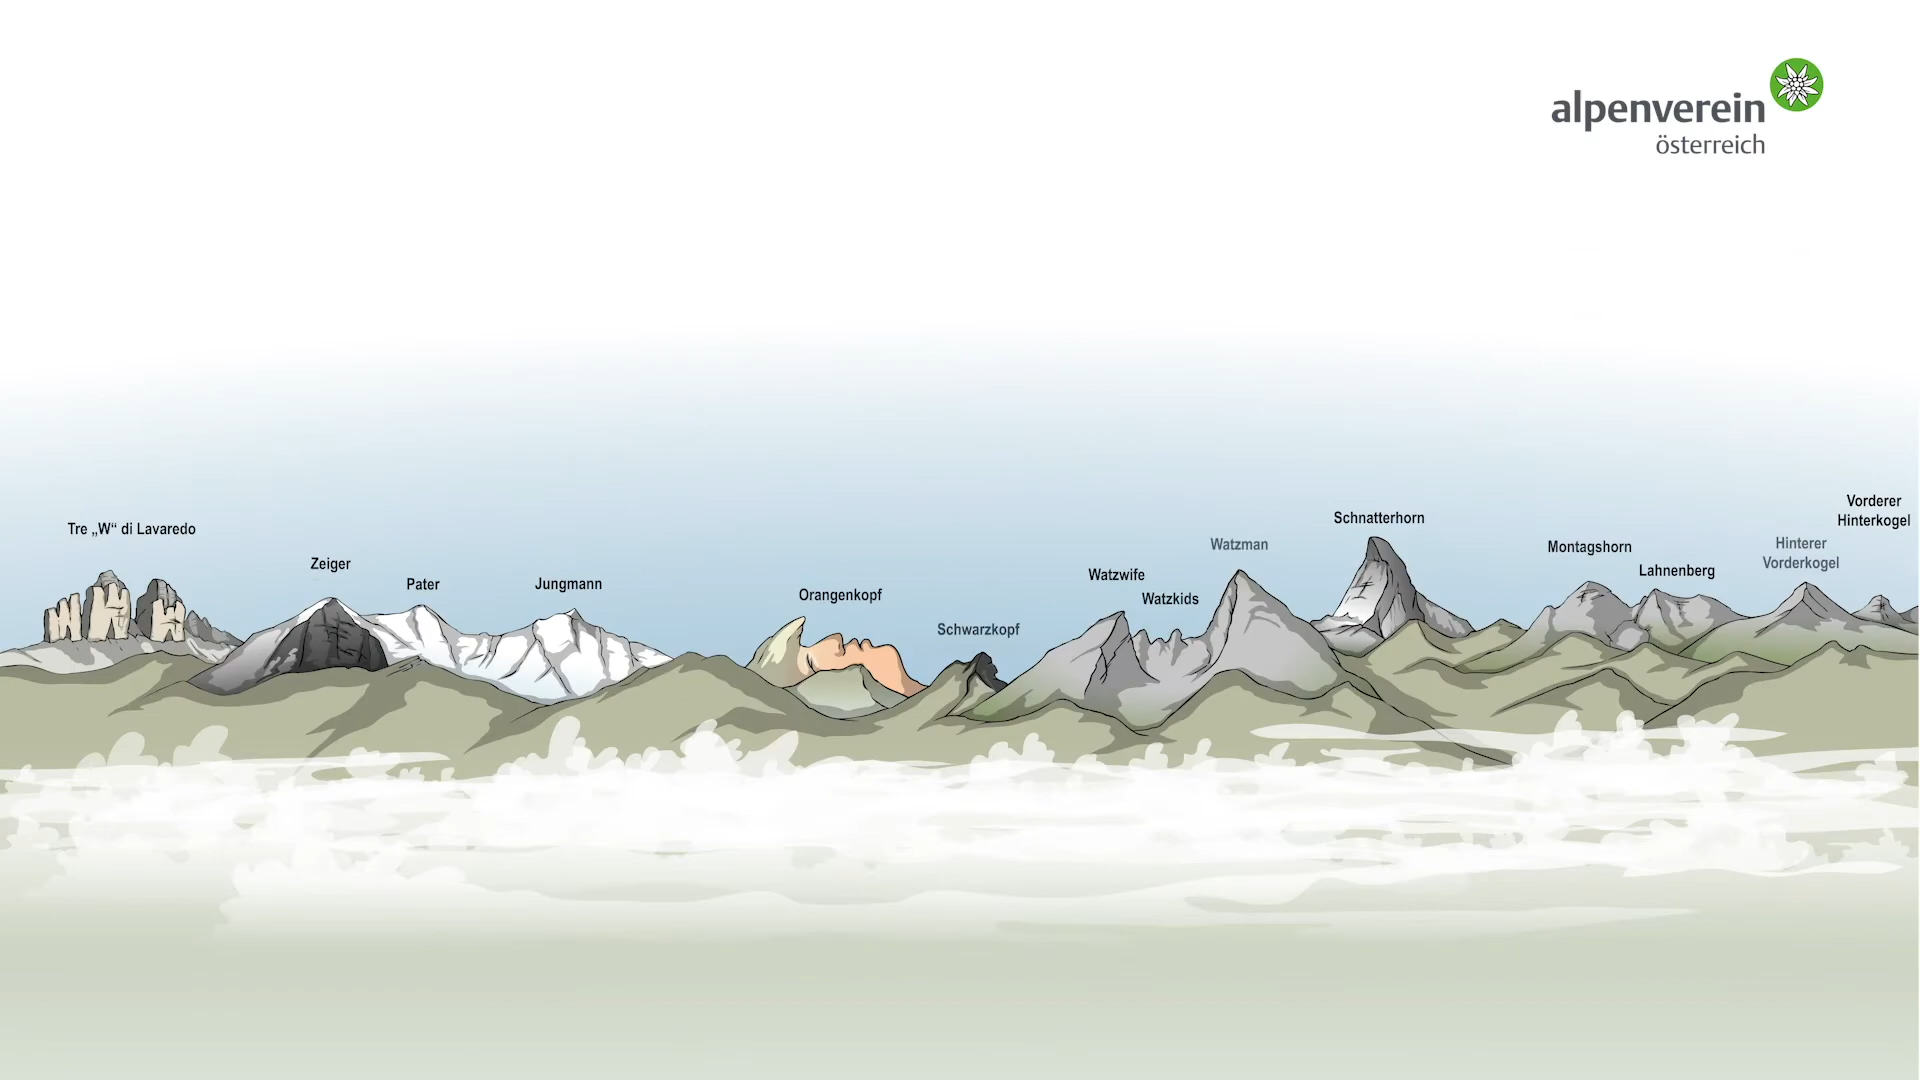 alpenverein
österreich
Tre „W“ di Lavaredo
Zeiger
Pater
Jungmann
Orangenkopf
Schwarzkopf
Watzwife
Watzkids
Watzman
Schnatterhorn
Montagshorn
Lahnenberg
Hinterer
Vorderkogel
Vorderer
Hinterkogel